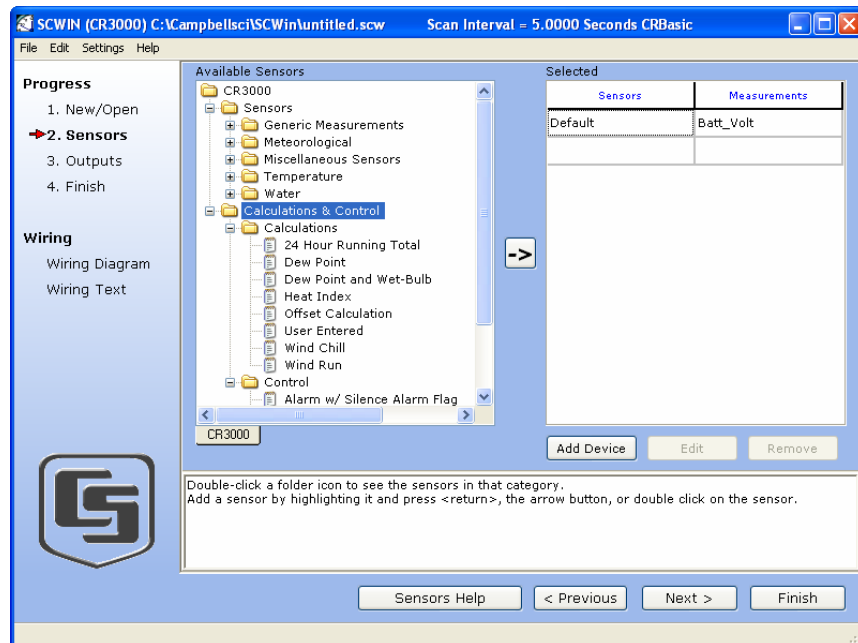 SCWIN (CR3000) C:\Campbellsci\SCWin\untitled.scw Scan Interval = 5.0000 Seconds CRBasic
File Edit Settings Help
Progress
1. New/Open
2. Sensors
3. Outputs
4. Finish
Wiring
Wiring Diagram
Wiring Text
Available Sensors
CR3000
Sensors
Generic Measurements
Meteorological
Miscellaneous Sensors
Temperature
Water
Calculations & Control
Calculations
24 Hour Running Total
Dew Point
Dew Point and Wet-Bulb
Heat Index
Offset Calculation
User Entered
Wind Chill
Wind Run
Control
Alarm w/ Silence Alarm Flag
CR3000
->
Selected
Sensors Measurements
Default Batt_Volt
Add Device Edit Remove
Double-click a folder icon to see the sensors in that category.
Add a sensor by highlighting it and press <return>, the arrow button, or double click on the sensor.
Sensors Help < Previous Next > Finish